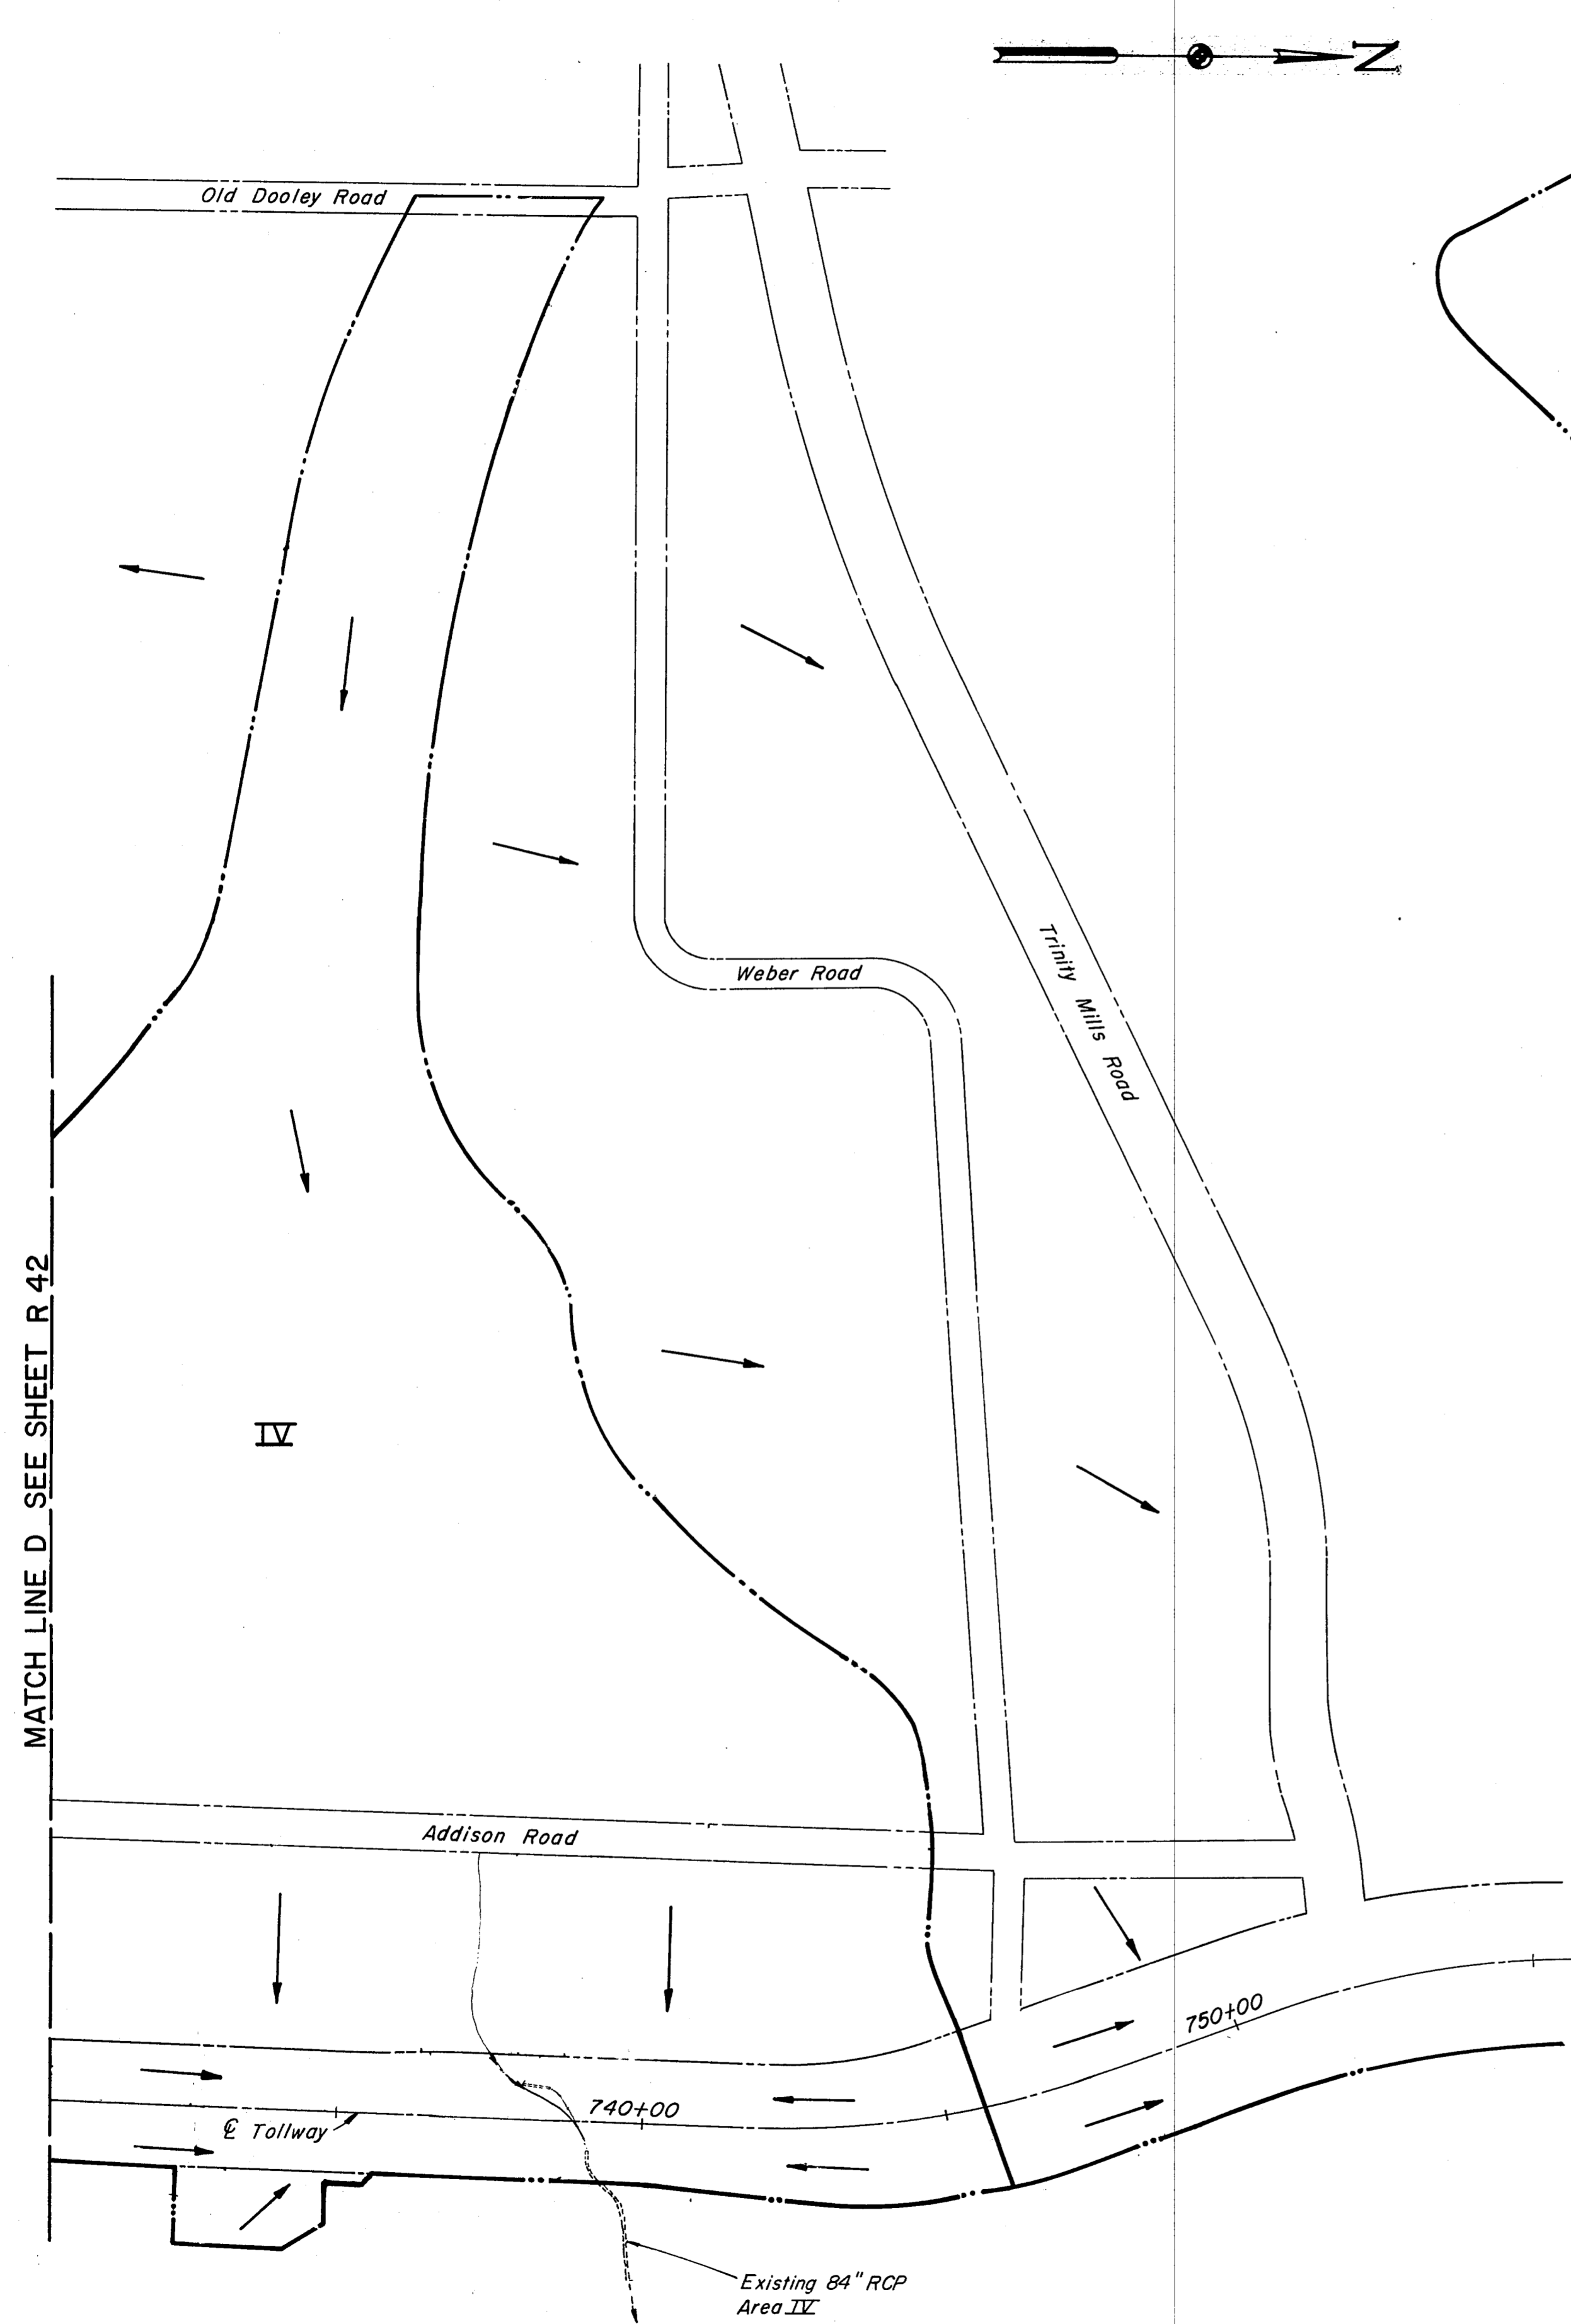 N
Old Dooley Road
Weber Road
Trinity Mills Road
MATCH LINE D SEE SHEET R 42
IV
Addison Road
750+00
740+00
℄ Tollway
Existing 84" RCP
Area IV